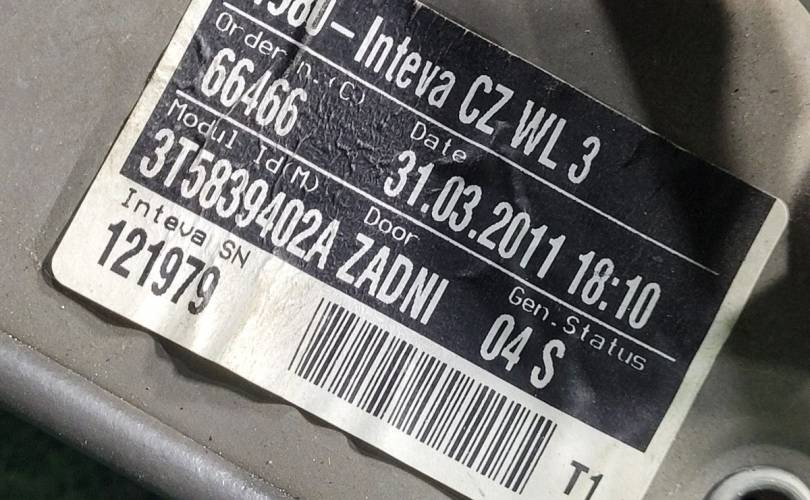 580-Inteva CZ WL 3
Order n.(C) Date
66466 31.03.2011 18:10
Modul Id(M) Door Gen.Status
3T5839402A ZADNI 04 S
Inteva SN
121979
T1